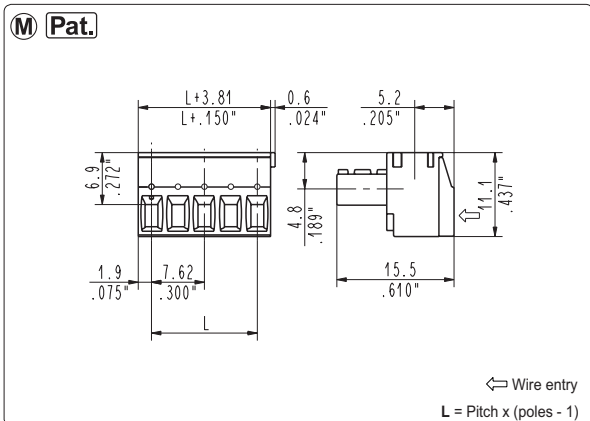 M Pat.
L+3.81
L+.150"
0.6
.024"
5.2
.205"
6.9
.272"
4.8
.189"
11.1
.437"
1.9
.075"
7.62
.300"
15.5
.610"
L
Wire entry
L = Pitch x (poles - 1)